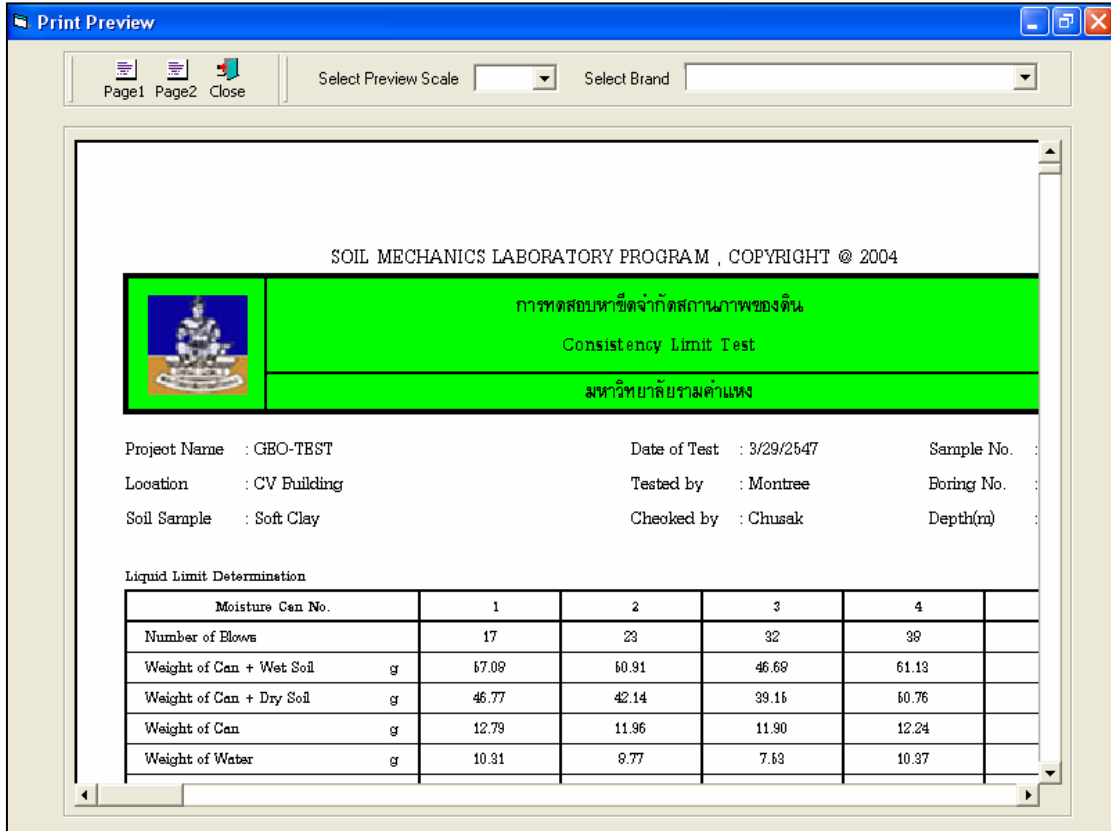 Print Preview
Page1 Page2 Close Select Preview Scale Select Brand
SOIL MECHANICS LABORATORY PROGRAM , COPYRIGHT @ 2004
การทดสอบหาขีดจำกัดสถานภาพของดิน
Consistency Limit Test
มหาวิทยาลัยรามคำแหง
Project Name : GEO-TEST Date of Test : 3/29/2547 Sample No. :
Location : CV Building Tested by : Montree Boring No. :
Soil Sample : Soft Clay Checked by : Chusak Depth(m) :
Liquid Limit Determination
Moisture Can No. 1 2 3 4
Number of Blows 17 23 32 39
Weight of Can + Wet Soil g 57.08 50.91 46.68 61.13
Weight of Can + Dry Soil g 46.77 42.14 39.15 50.76
Weight of Can g 12.79 11.96 11.90 12.24
Weight of Water g 10.31 8.77 7.53 10.37